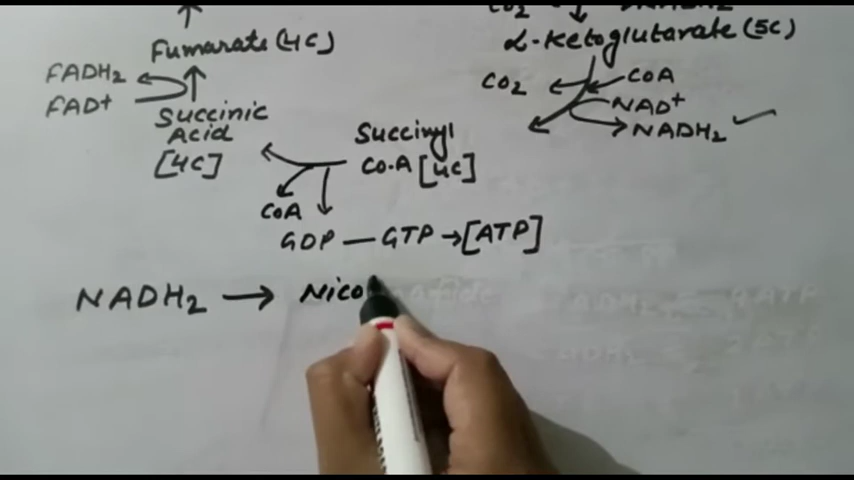 CO2
Fumarate (4C)
α-Ketoglutarate (5C)
FADH2
FAD+
CO2
CoA
NAD+
NADH2
Succinic
Acid
[4C]
Succinyl
CO.A [4C]
CoA
GDP — GTP → [ATP]
NADH2 → Nico